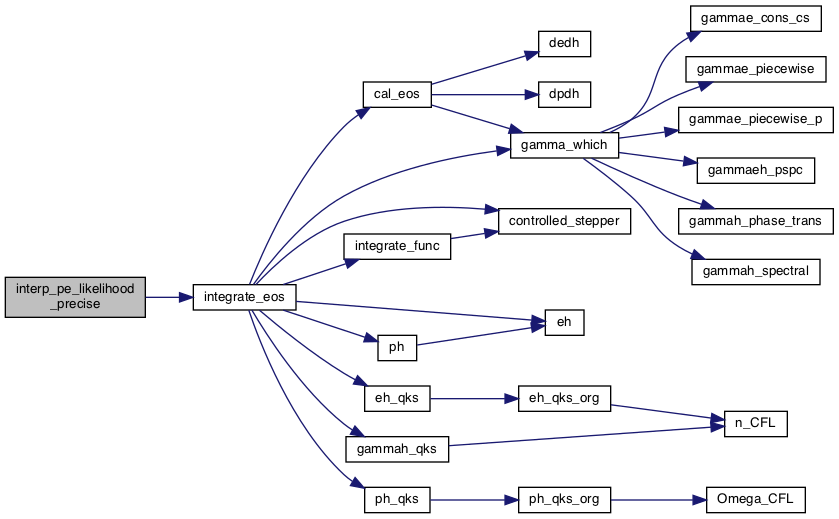 interp_pe_likelihood
_precise
integrate_eos
cal_eos
dedh
dpdh
gamma_which
gammae_cons_cs
gammae_piecewise
gammae_piecewise_p
gammaeh_pspc
gammah_phase_trans
gammah_spectral
controlled_stepper
integrate_func
eh
ph
eh_qks
eh_qks_org
n_CFL
gammah_qks
ph_qks
ph_qks_org
Omega_CFL